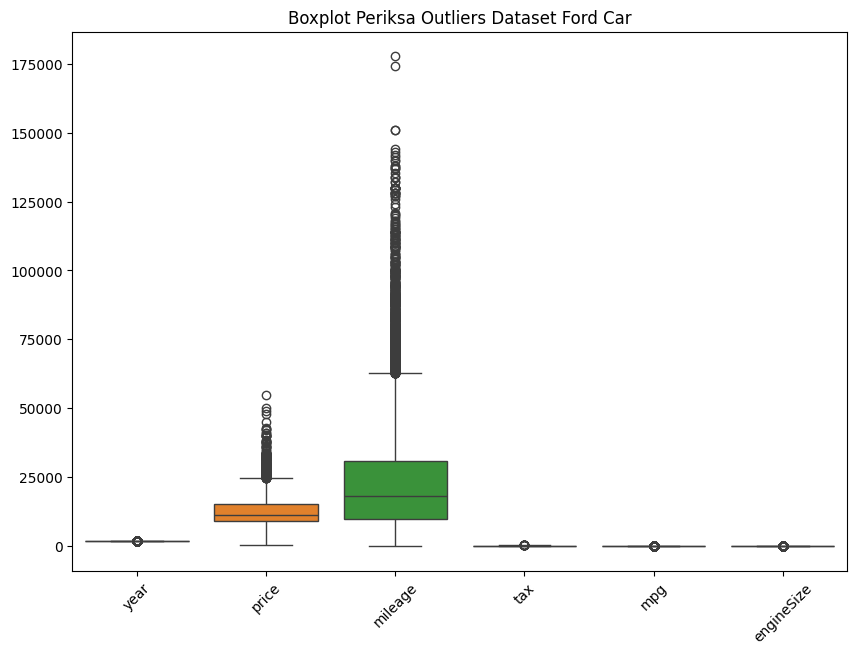 Boxplot Periksa Outliers Dataset Ford Car
175000
150000
125000
100000
75000
50000
25000
0
year
price
mileage
tax
mpg
engineSize